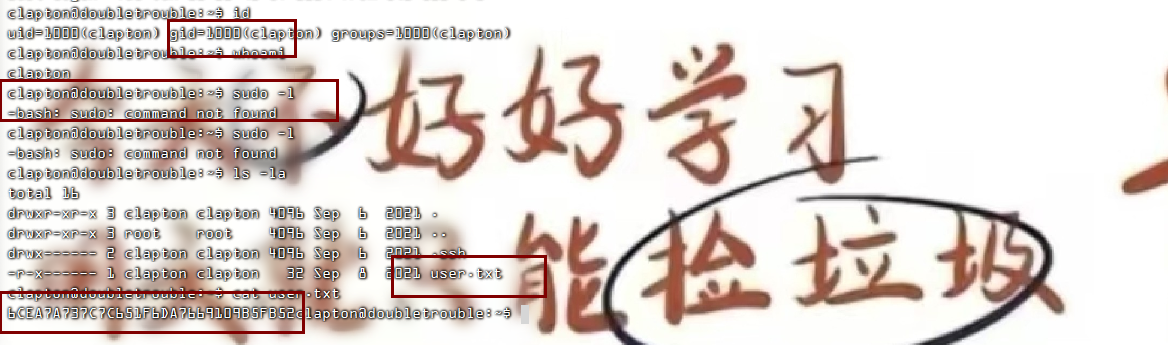 clapton@doubletrouble:~$ id
uid=1000(clapton) gid=1000(clapton) groups=1000(clapton)
clapton@doubletrouble:~$ whoami
clapton
clapton@doubletrouble:~$ sudo -l
-bash: sudo: command not found
clapton@doubletrouble:~$ sudo -l
-bash: sudo: command not found
clapton@doubletrouble:~$ ls -la
total 16
drwxr-xr-x 3 clapton clapton 4096 Sep 6 2021 .
drwxr-xr-x 3 root root 4096 Sep 6 2021 ..
drwx------ 2 clapton clapton 4096 Sep 6 2021 .ssh
-r-x------ 1 clapton clapton 32 Sep 8 2021 user.txt
clapton@doubletrouble:~$ cat user.txt
6CEA7A737C7C651F6DA7669109B5FB52clapton@doubletrouble:~$
好好学习
能捡垃圾